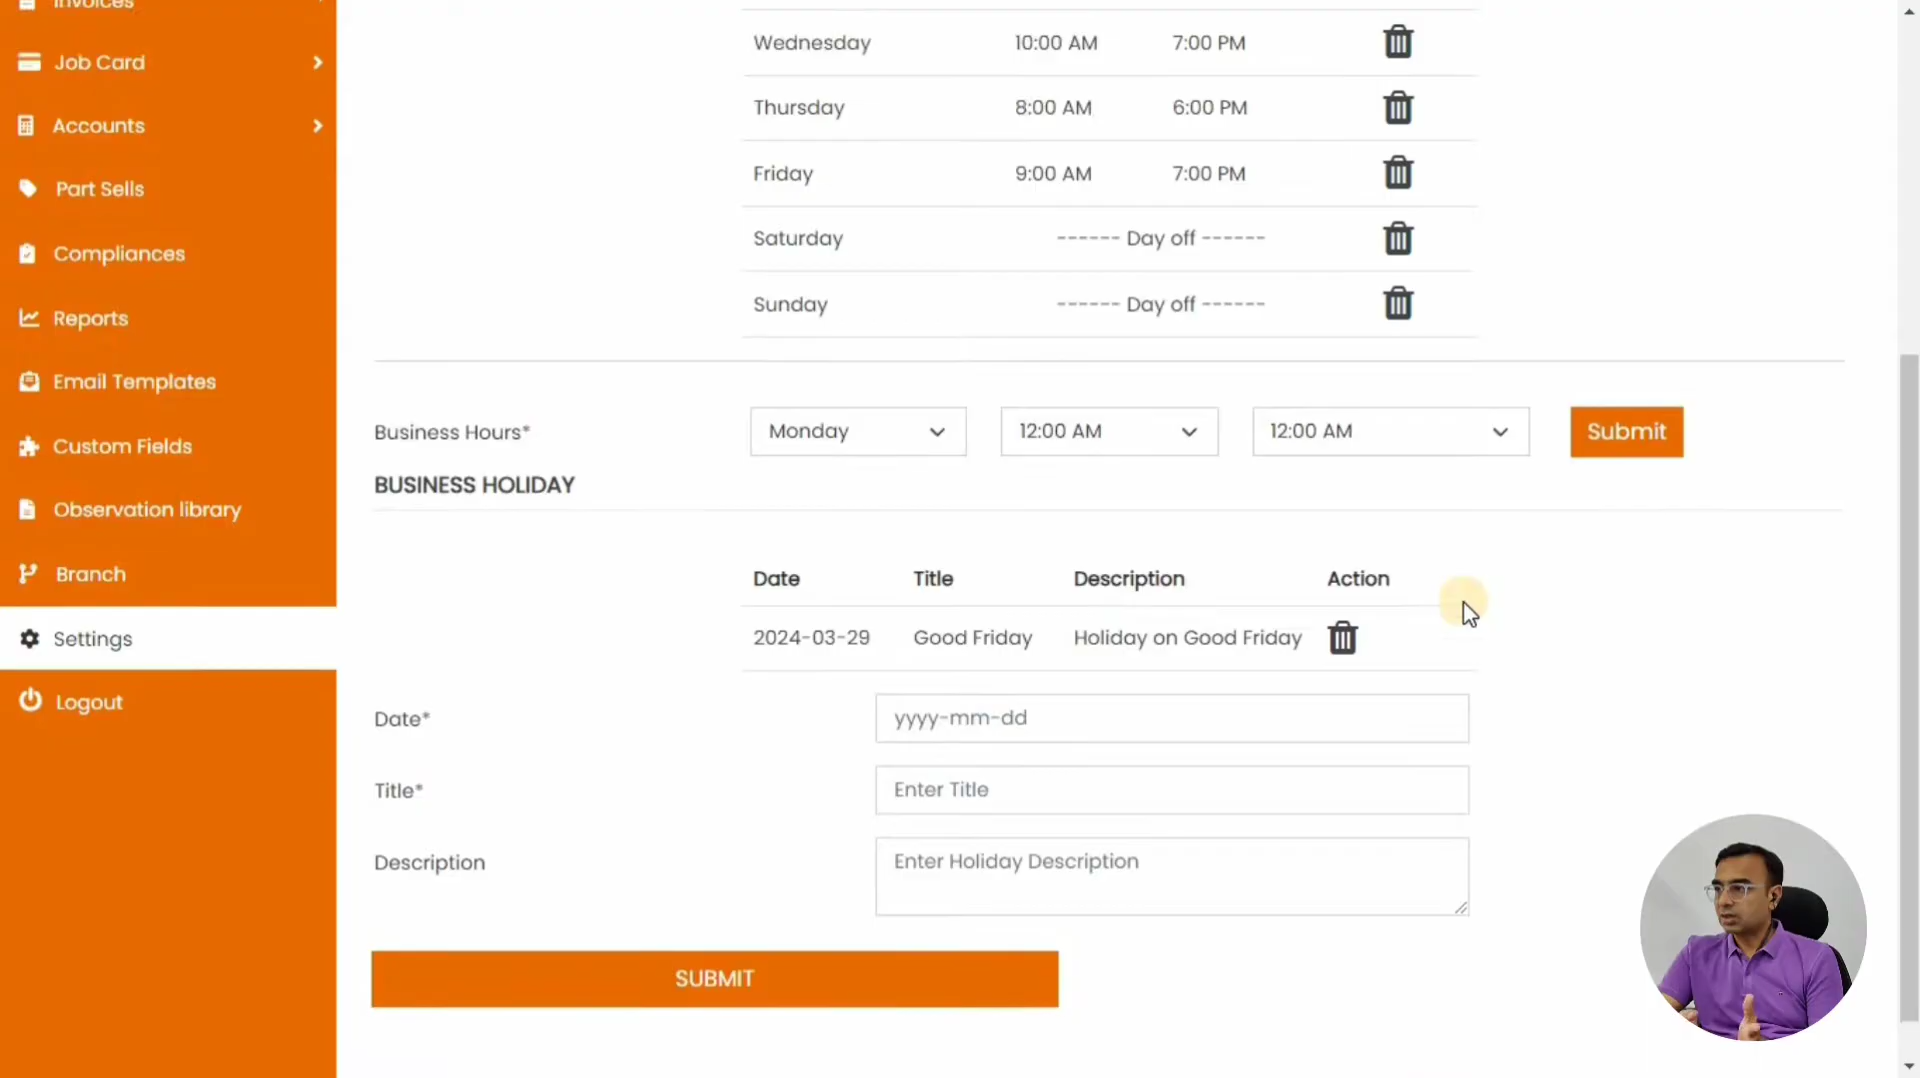 Invoices
Job Card
Accounts
Part Sells
Compliances
Reports
Email Templates
Custom Fields
Observation library
Branch
Settings
Logout
Wednesday 10:00 AM 7:00 PM
Thursday 8:00 AM 6:00 PM
Friday 9:00 AM 7:00 PM
Saturday ------ Day off ------
Sunday ------ Day off ------
Business Hours* Monday 12:00 AM 12:00 AM Submit
BUSINESS HOLIDAY
Date Title Description Action
2024-03-29 Good Friday Holiday on Good Friday
Date* yyyy-mm-dd
Title* Enter Title
Description Enter Holiday Description
SUBMIT